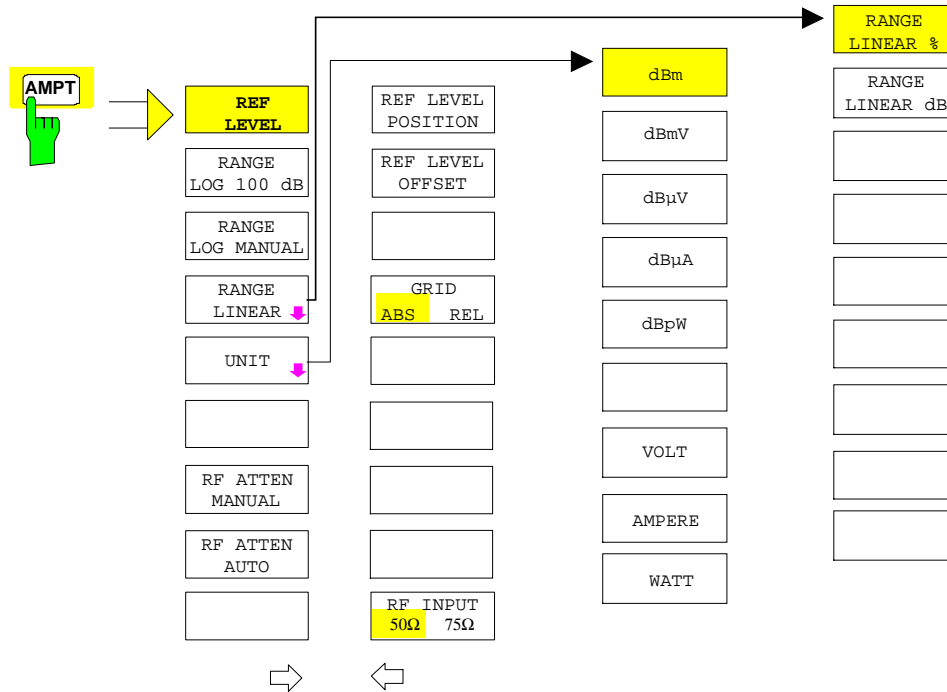 AMPT
REF
LEVEL
RANGE
LOG 100 dB
RANGE
LOG MANUAL
RANGE
LINEAR
UNIT
RF ATTEN
MANUAL
RF ATTEN
AUTO
REF LEVEL
POSITION
REF LEVEL
OFFSET
GRID
ABS REL
RF INPUT
50Ω 75Ω
dBm
dBmV
dBµV
dBµA
dBpW
VOLT
AMPERE
WATT
RANGE
LINEAR %
RANGE
LINEAR dB